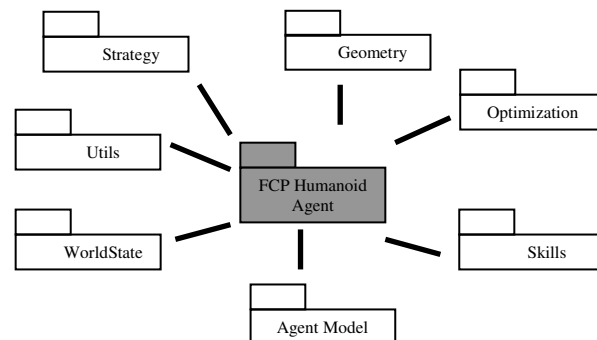 Strategy
Geometry
Optimization
Utils
FCP Humanoid
Agent
WorldState
Skills
Agent Model